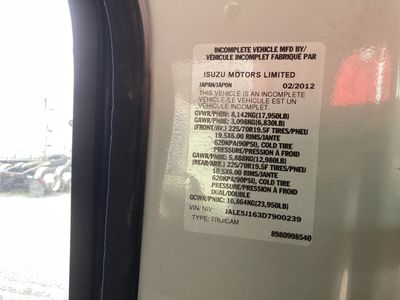 INCOMPLETE VEHICLE MFD BY/
VEHICULE INCOMPLET FABRIQUÉ PAR
ISUZU MOTORS LIMITED
JAPAN/JAPON 02/2012
THIS VEHICLE IS AN INCOMPLETE
VEHICLE/LE VEHICULE EST UN
VEHICULE INCOMPLET.
GVWR/PNBV: 8,142KG(17,950LB)
GAWR/PNBE: 3,098KG(6,830LB)
(FRONT/AV.) 225/70R19.5F TIRES/PNEU
19.5X6.00 RIMS/JANTE
620KPA(90PSI), COLD TIRE
PRESSURE/PRESSION A FROID
GAWR/PNBE: 5,888KG(12,980LB)
(REAR/ARR.) 225/70R19.5F TIRES/PNEU
19.5X6.00 RIMS/JANTE
620KPA(90PSI), COLD TIRE
PRESSURE/PRESSION A FROID
DUAL/DOUBLE
GCWR/PNBC: 10,864KG(23,950LB)
VIN/NIV: JALE5J163D7900239
TYPE: TRU/CAM
8980998540